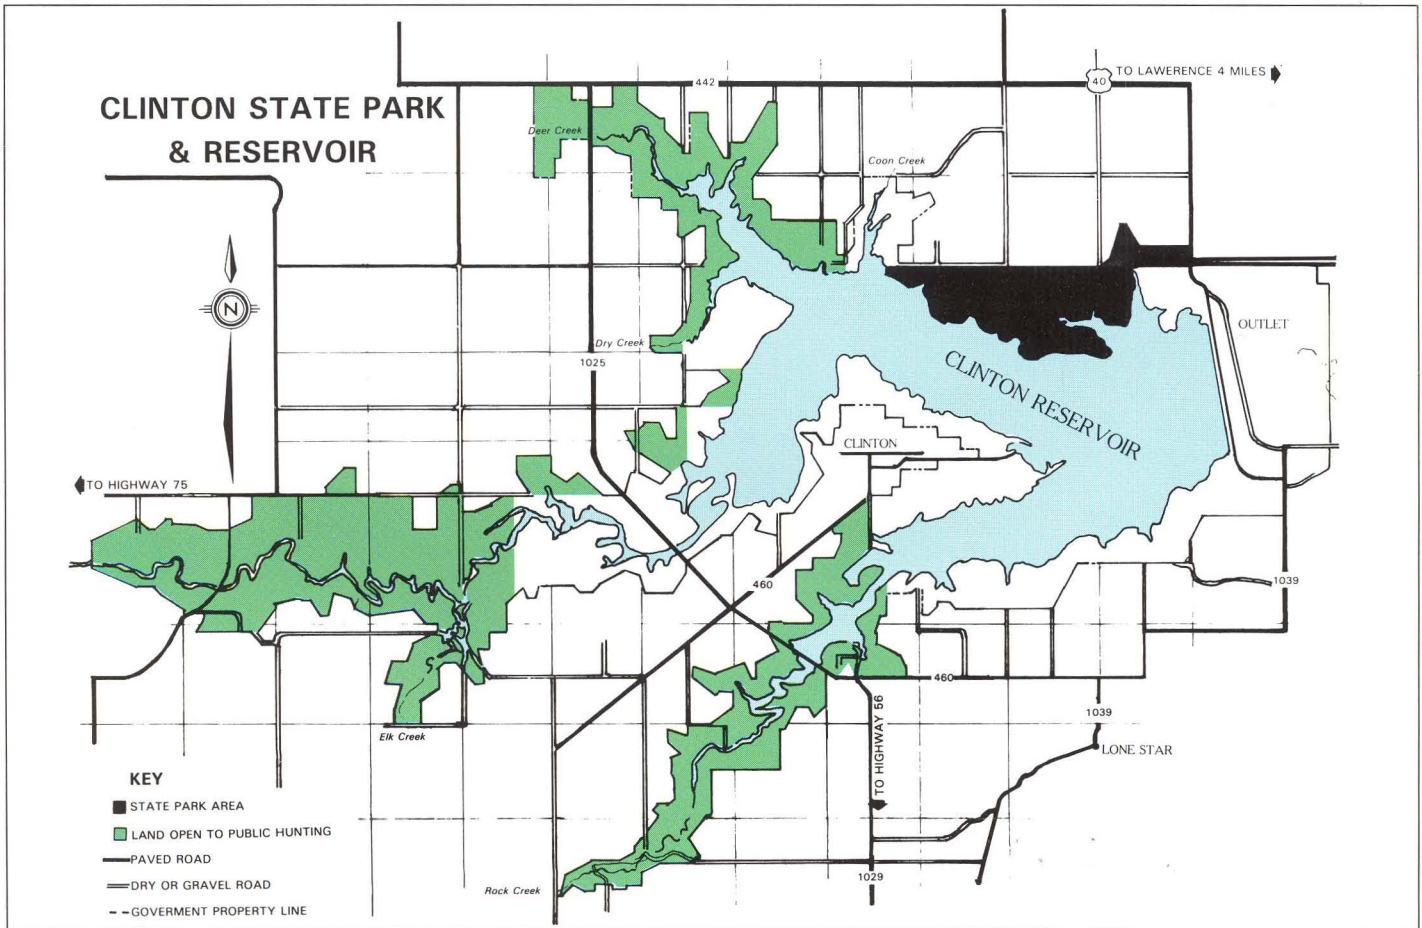 CLINTON STATE PARK
& RESERVOIR
442
40
TO LAWERENCE 4 MILES
Deer Creek
Coon Creek
N
OUTLET
Dry Creek
1025
CLINTON RESERVOIR
CLINTON
TO HIGHWAY 75
460
1039
460
TO HIGHWAY 56
1039
LONE STAR
Elk Creek
KEY
STATE PARK AREA
LAND OPEN TO PUBLIC HUNTING
PAVED ROAD
DRY OR GRAVEL ROAD
GOVERMENT PROPERTY LINE
Rock Creek
1029